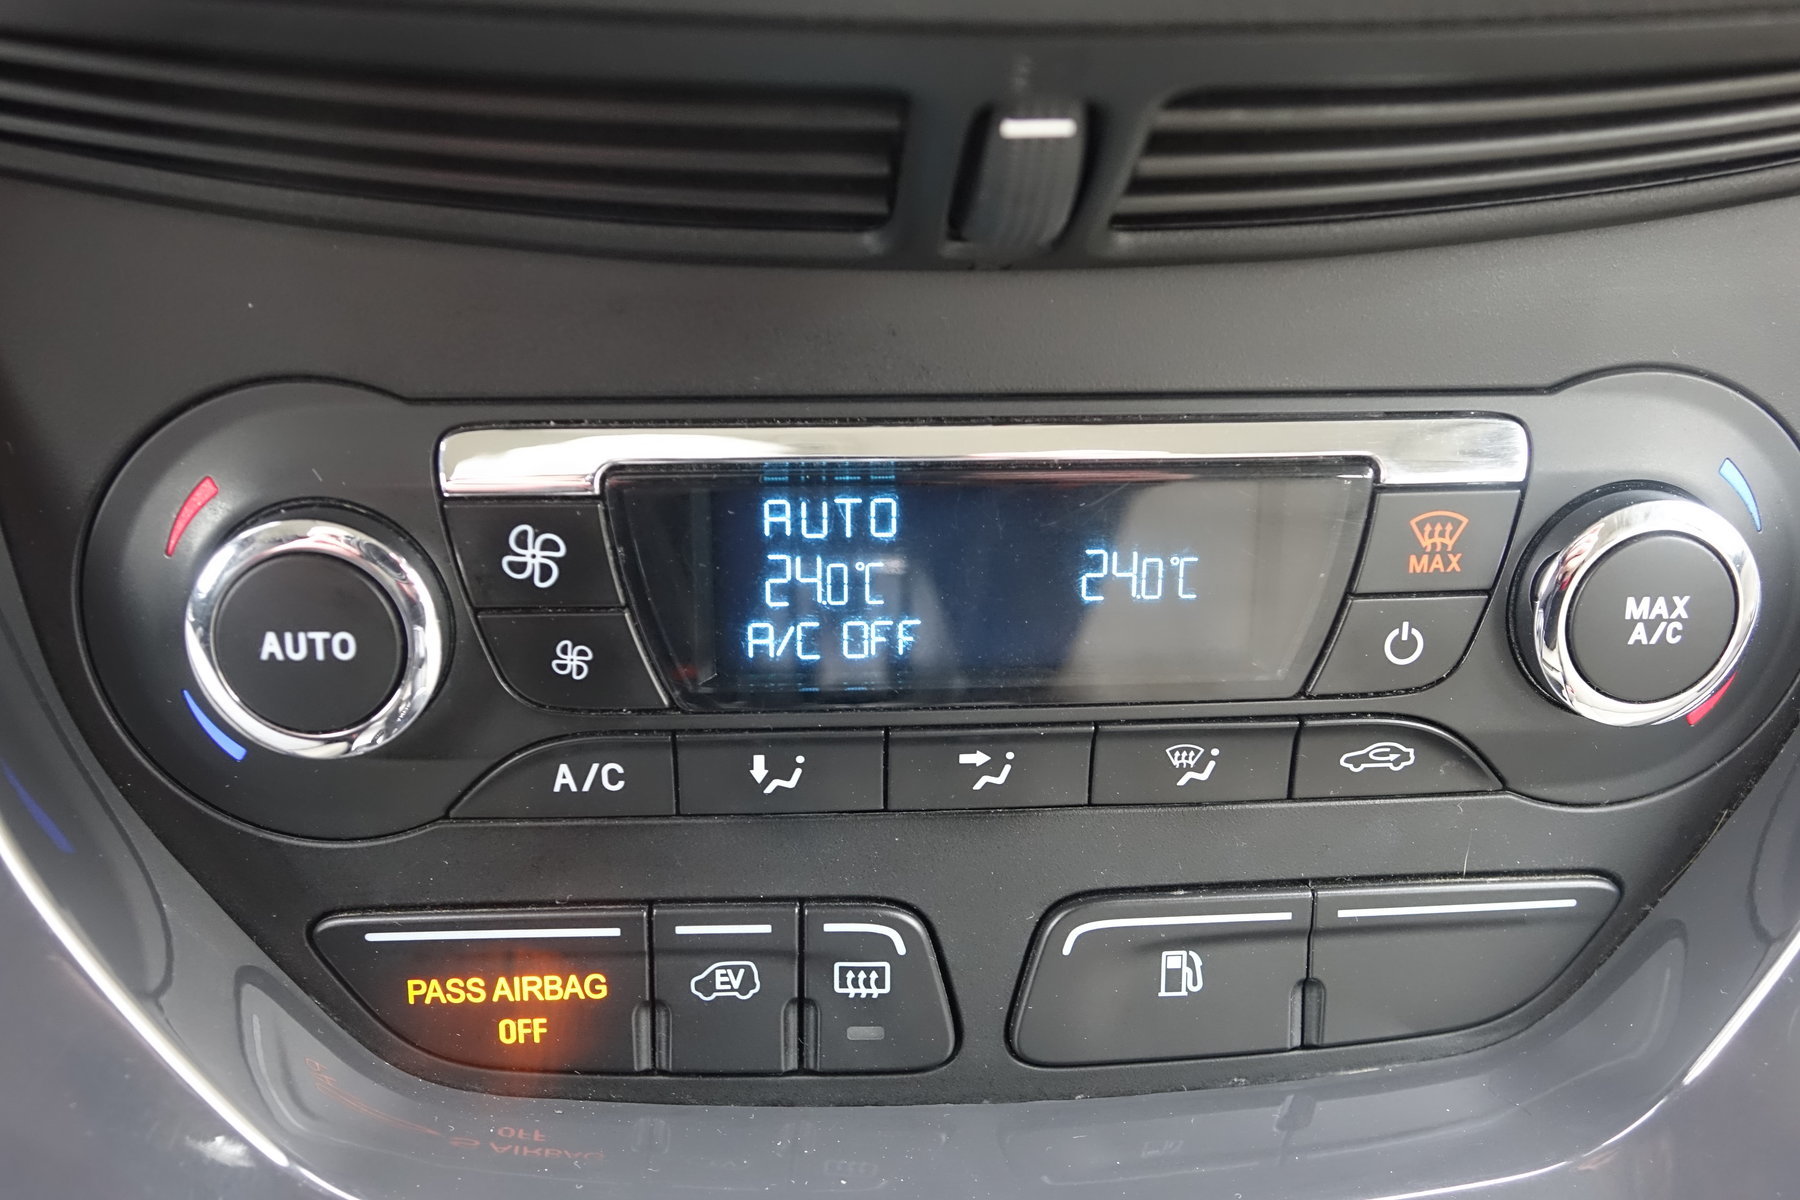 AUTO
24.0°C 24.0°C
A/C OFF
MAX
AUTO
MAX
A/C
A/C
PASS AIRBAG
OFF
EV